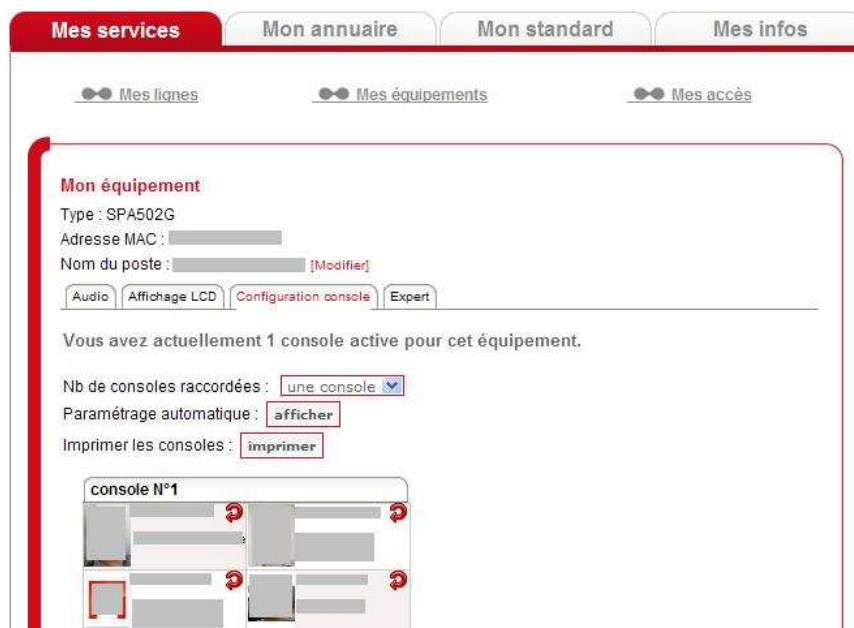 Mes services Mon annuaire Mon standard Mes infos
Mes lignes Mes équipements Mes accès
Mon équipement
Type : SPA502G
Adresse MAC :
Nom du poste : [Modifier]
Audio Affichage LCD Configuration console Expert
Vous avez actuellement 1 console active pour cet équipement.
Nb de consoles raccordées : une console
Paramétrage automatique : afficher
Imprimer les consoles : imprimer
console N°1